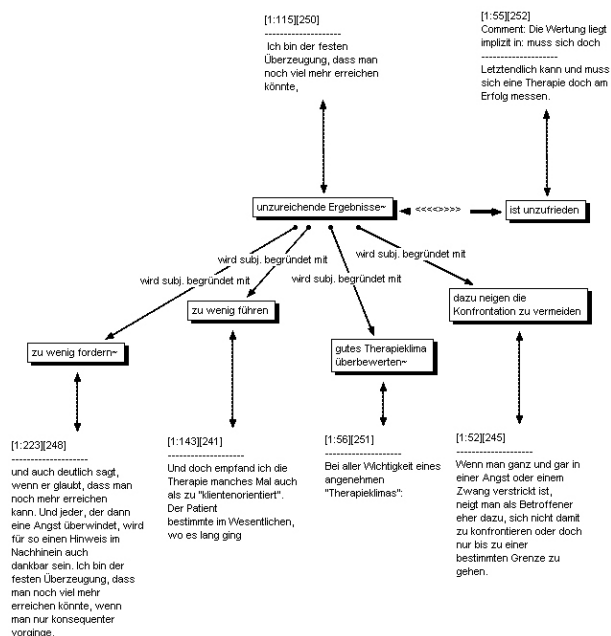 [1:115][250]
--------------------
Ich bin der festen
Überzeugung, dass man
noch viel mehr erreichen
könnte,
[1:55][252]
Comment: Die Wertung liegt
implizit in: muss sich doch
--------------------
Letztendlich kann und muss
sich eine Therapie doch am
Erfolg messen.
unzureichende Ergebnisse~
<<<<>>>>
ist unzufrieden
wird subj. begründet mit
wird subj. begründet mit
wird subj. begründet mit
wird subj. begründet mit
zu wenig fordern~
zu wenig führen
gutes Therapieklima
überbewerten~
dazu neigen die
Konfrontation zu vermeiden
[1:223][248]
--------------------
und auch deutlich sagt,
wenn er glaubt, dass man
noch mehr erreichen
kann. Und jeder, der dann
eine Angst überwindet, wird
für so einen Hinweis im
Nachhinein auch
dankbar sein. Ich bin der
festen Überzeugung, dass
man noch viel mehr
erreichen könnte, wenn
man nur konsequenter
vorginge.
[1:143][241]
--------------------
Und doch empfand ich die
Therapie manches Mal auch
als zu "klientenorientiert".
Der Patient
bestimmte im Wesentlichen,
wo es lang ging
[1:56][251]
--------------------
Bei aller Wichtigkeit eines
angenehmen
"Therapieklimas":
[1:52][245]
--------------------
Wenn man ganz und gar in
einer Angst oder einem
Zwang verstrickt ist,
neigt man als Betroffener
eher dazu, sich nicht damit
zu konfrontieren oder doch
nur bis zu einer
bestimmten Grenze zu
gehen.